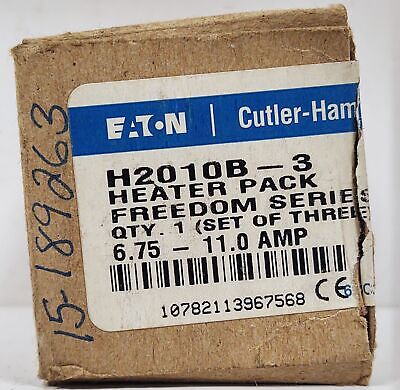 EATON | Cutler-Ham
H2010B-3
HEATER PACK
FREEDOM SERIES
QTY. 1 (SET OF THREE)
6.75 - 11.0 AMP
10782113967568
CE
15-189263